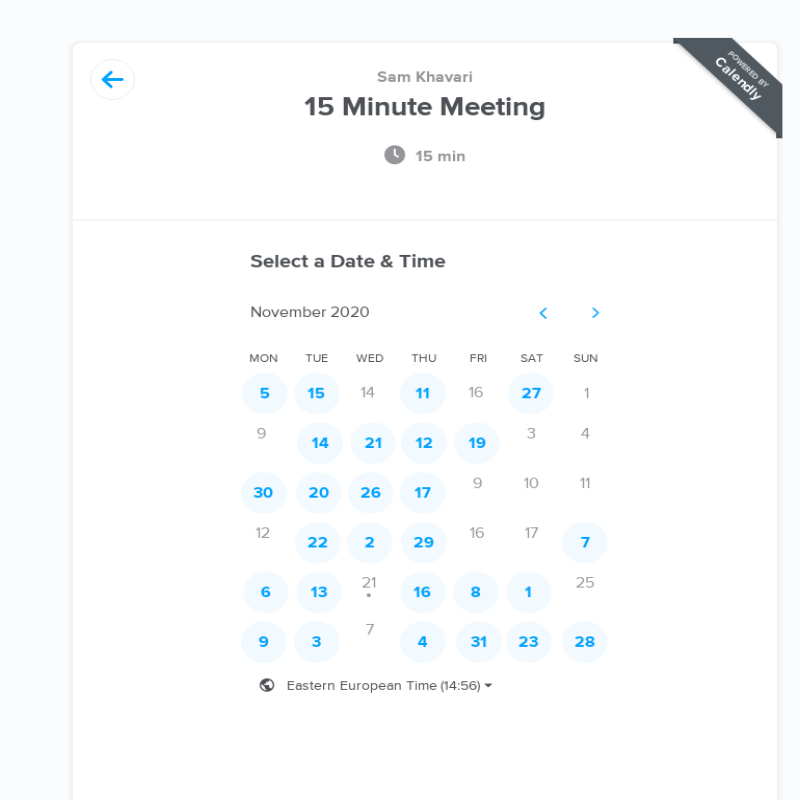 POWERED BY
Calendly
Sam Khavari
15 Minute Meeting
15 min
Select a Date & Time
November 2020
MON TUE WED THU FRI SAT SUN
5 15 14 11 16 27 1
9 14 21 12 19 3 4
30 20 26 17 9 10 11
12 22 2 29 16 17 7
6 13 21 16 8 1 25
9 3 7 4 31 23 28
Eastern European Time (14:56)